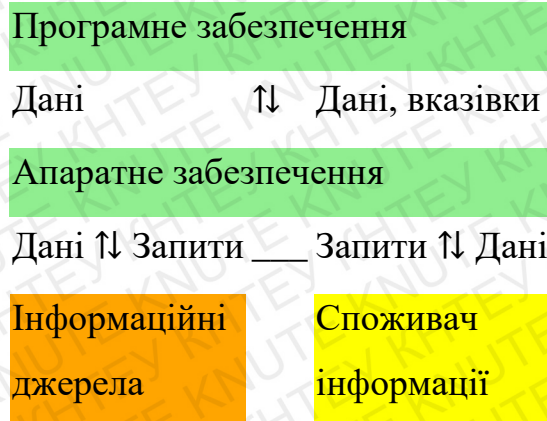 Програмне забезпечення
Дані ⇅ Дані, вказівки
Апаратне забезпечення
Дані ⇅ Запити ___ Запити ⇅ Дані
Інформаційні джерела
Споживач інформації